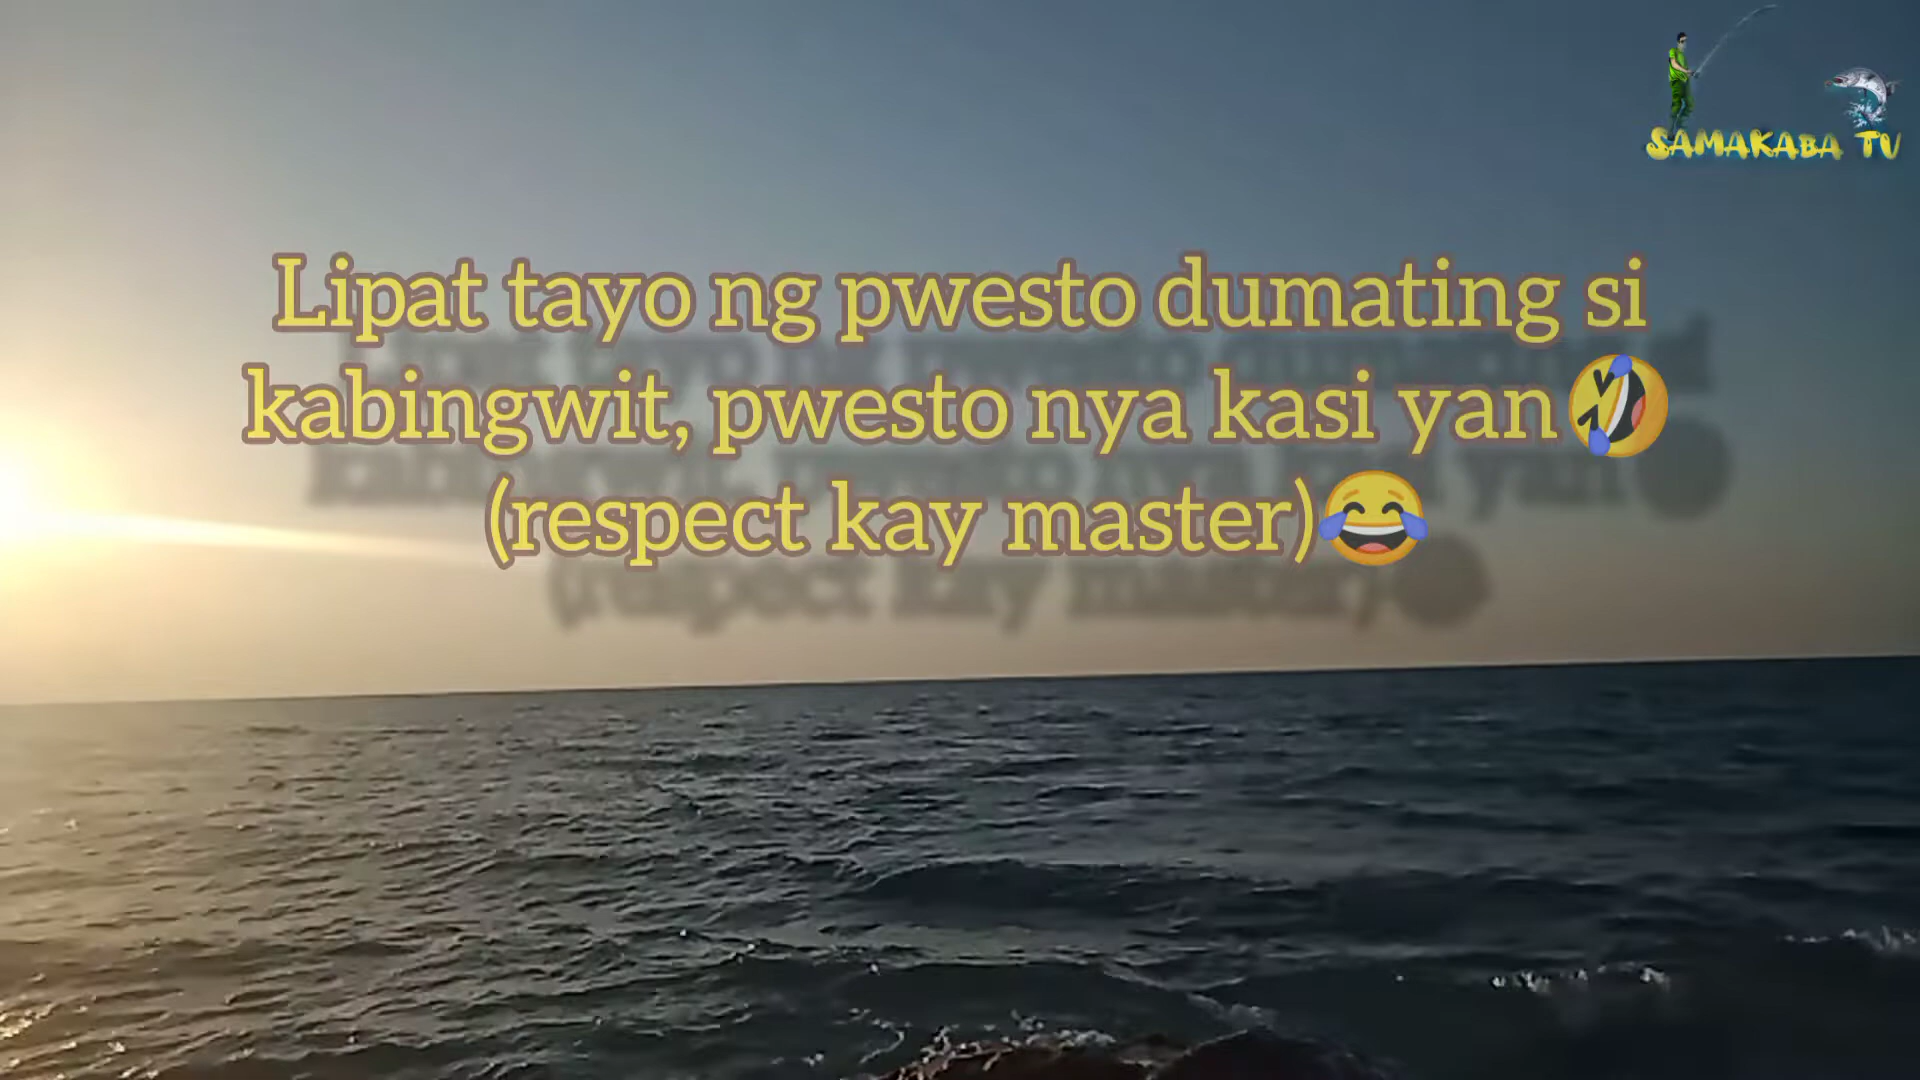 SAMAKABA TV
Lipat tayo ng pwesto dumating si
kabingwit, pwesto nya kasi yan🤣
(respect kay master)😂